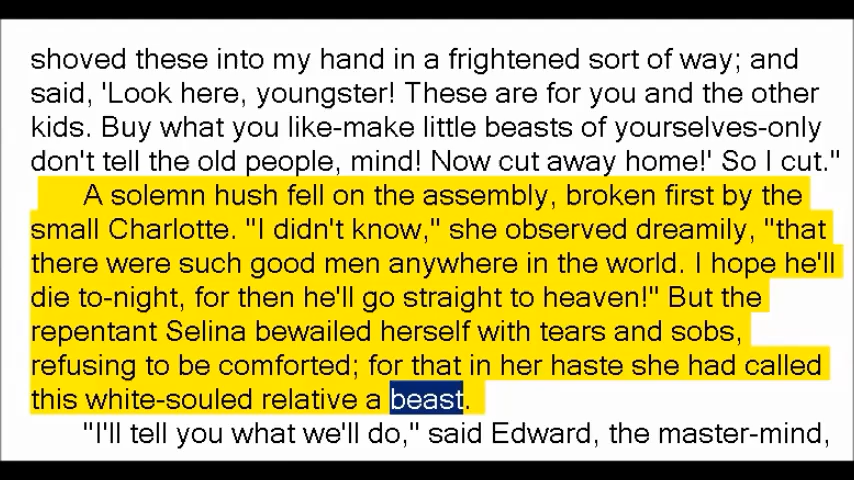 shoved these into my hand in a frightened sort of way; and
said, 'Look here, youngster! These are for you and the other
kids. Buy what you like-make little beasts of yourselves-only
don't tell the old people, mind! Now cut away home!' So I cut."
A solemn hush fell on the assembly, broken first by the
small Charlotte. "I didn't know," she observed dreamily, "that
there were such good men anywhere in the world. I hope he'll
die to-night, for then he'll go straight to heaven!" But the
repentant Selina bewailed herself with tears and sobs,
refusing to be comforted; for that in her haste she had called
this white-souled relative a beast.
"I'll tell you what we'll do," said Edward, the master-mind,